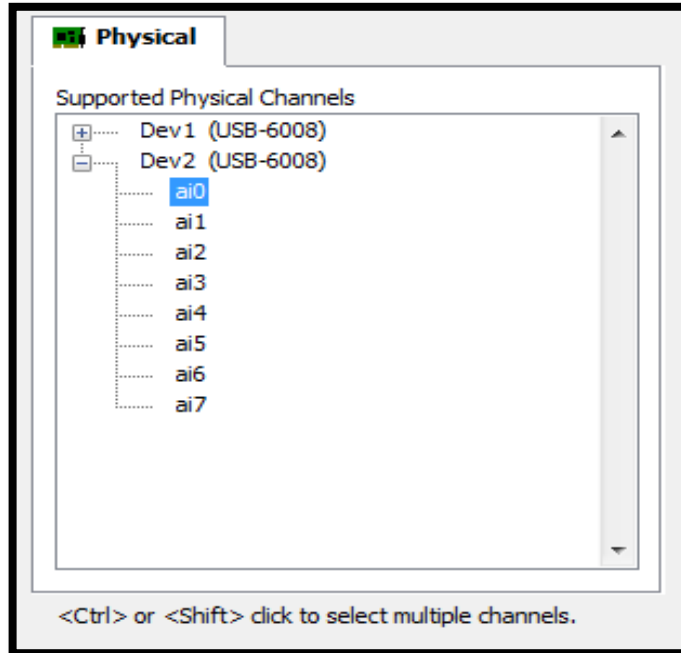 Physical
Supported Physical Channels
Dev1 (USB-6008)
Dev2 (USB-6008)
ai0
ai1
ai2
ai3
ai4
ai5
ai6
ai7
<Ctrl> or <Shift> click to select multiple channels.